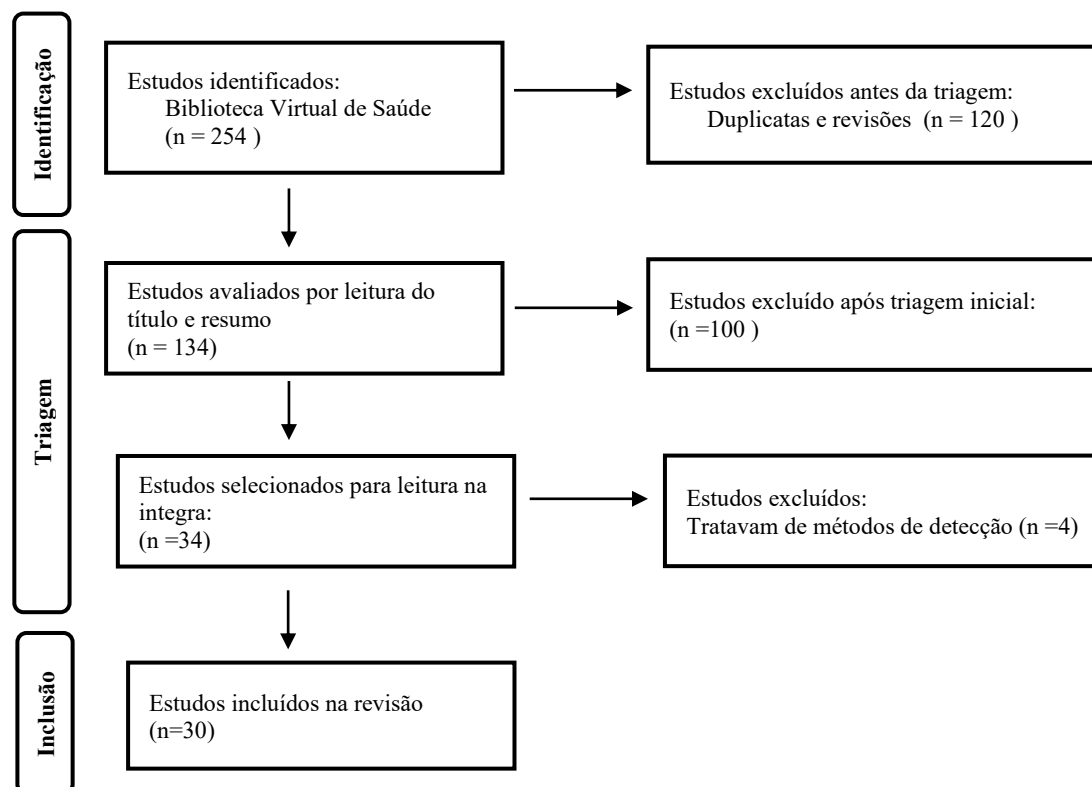 Identificação
Estudos identificados:
Biblioteca Virtual de Saúde
(n = 254 )
Estudos excluídos antes da triagem:
Duplicatas e revisões (n = 120 )
Triagem
Estudos avaliados por leitura do
título e resumo
(n = 134)
Estudos excluído após triagem inicial:
(n =100 )
Estudos selecionados para leitura na
integra:
(n =34)
Estudos excluídos:
Tratavam de métodos de detecção (n =4)
Inclusão
Estudos incluídos na revisão
(n=30)